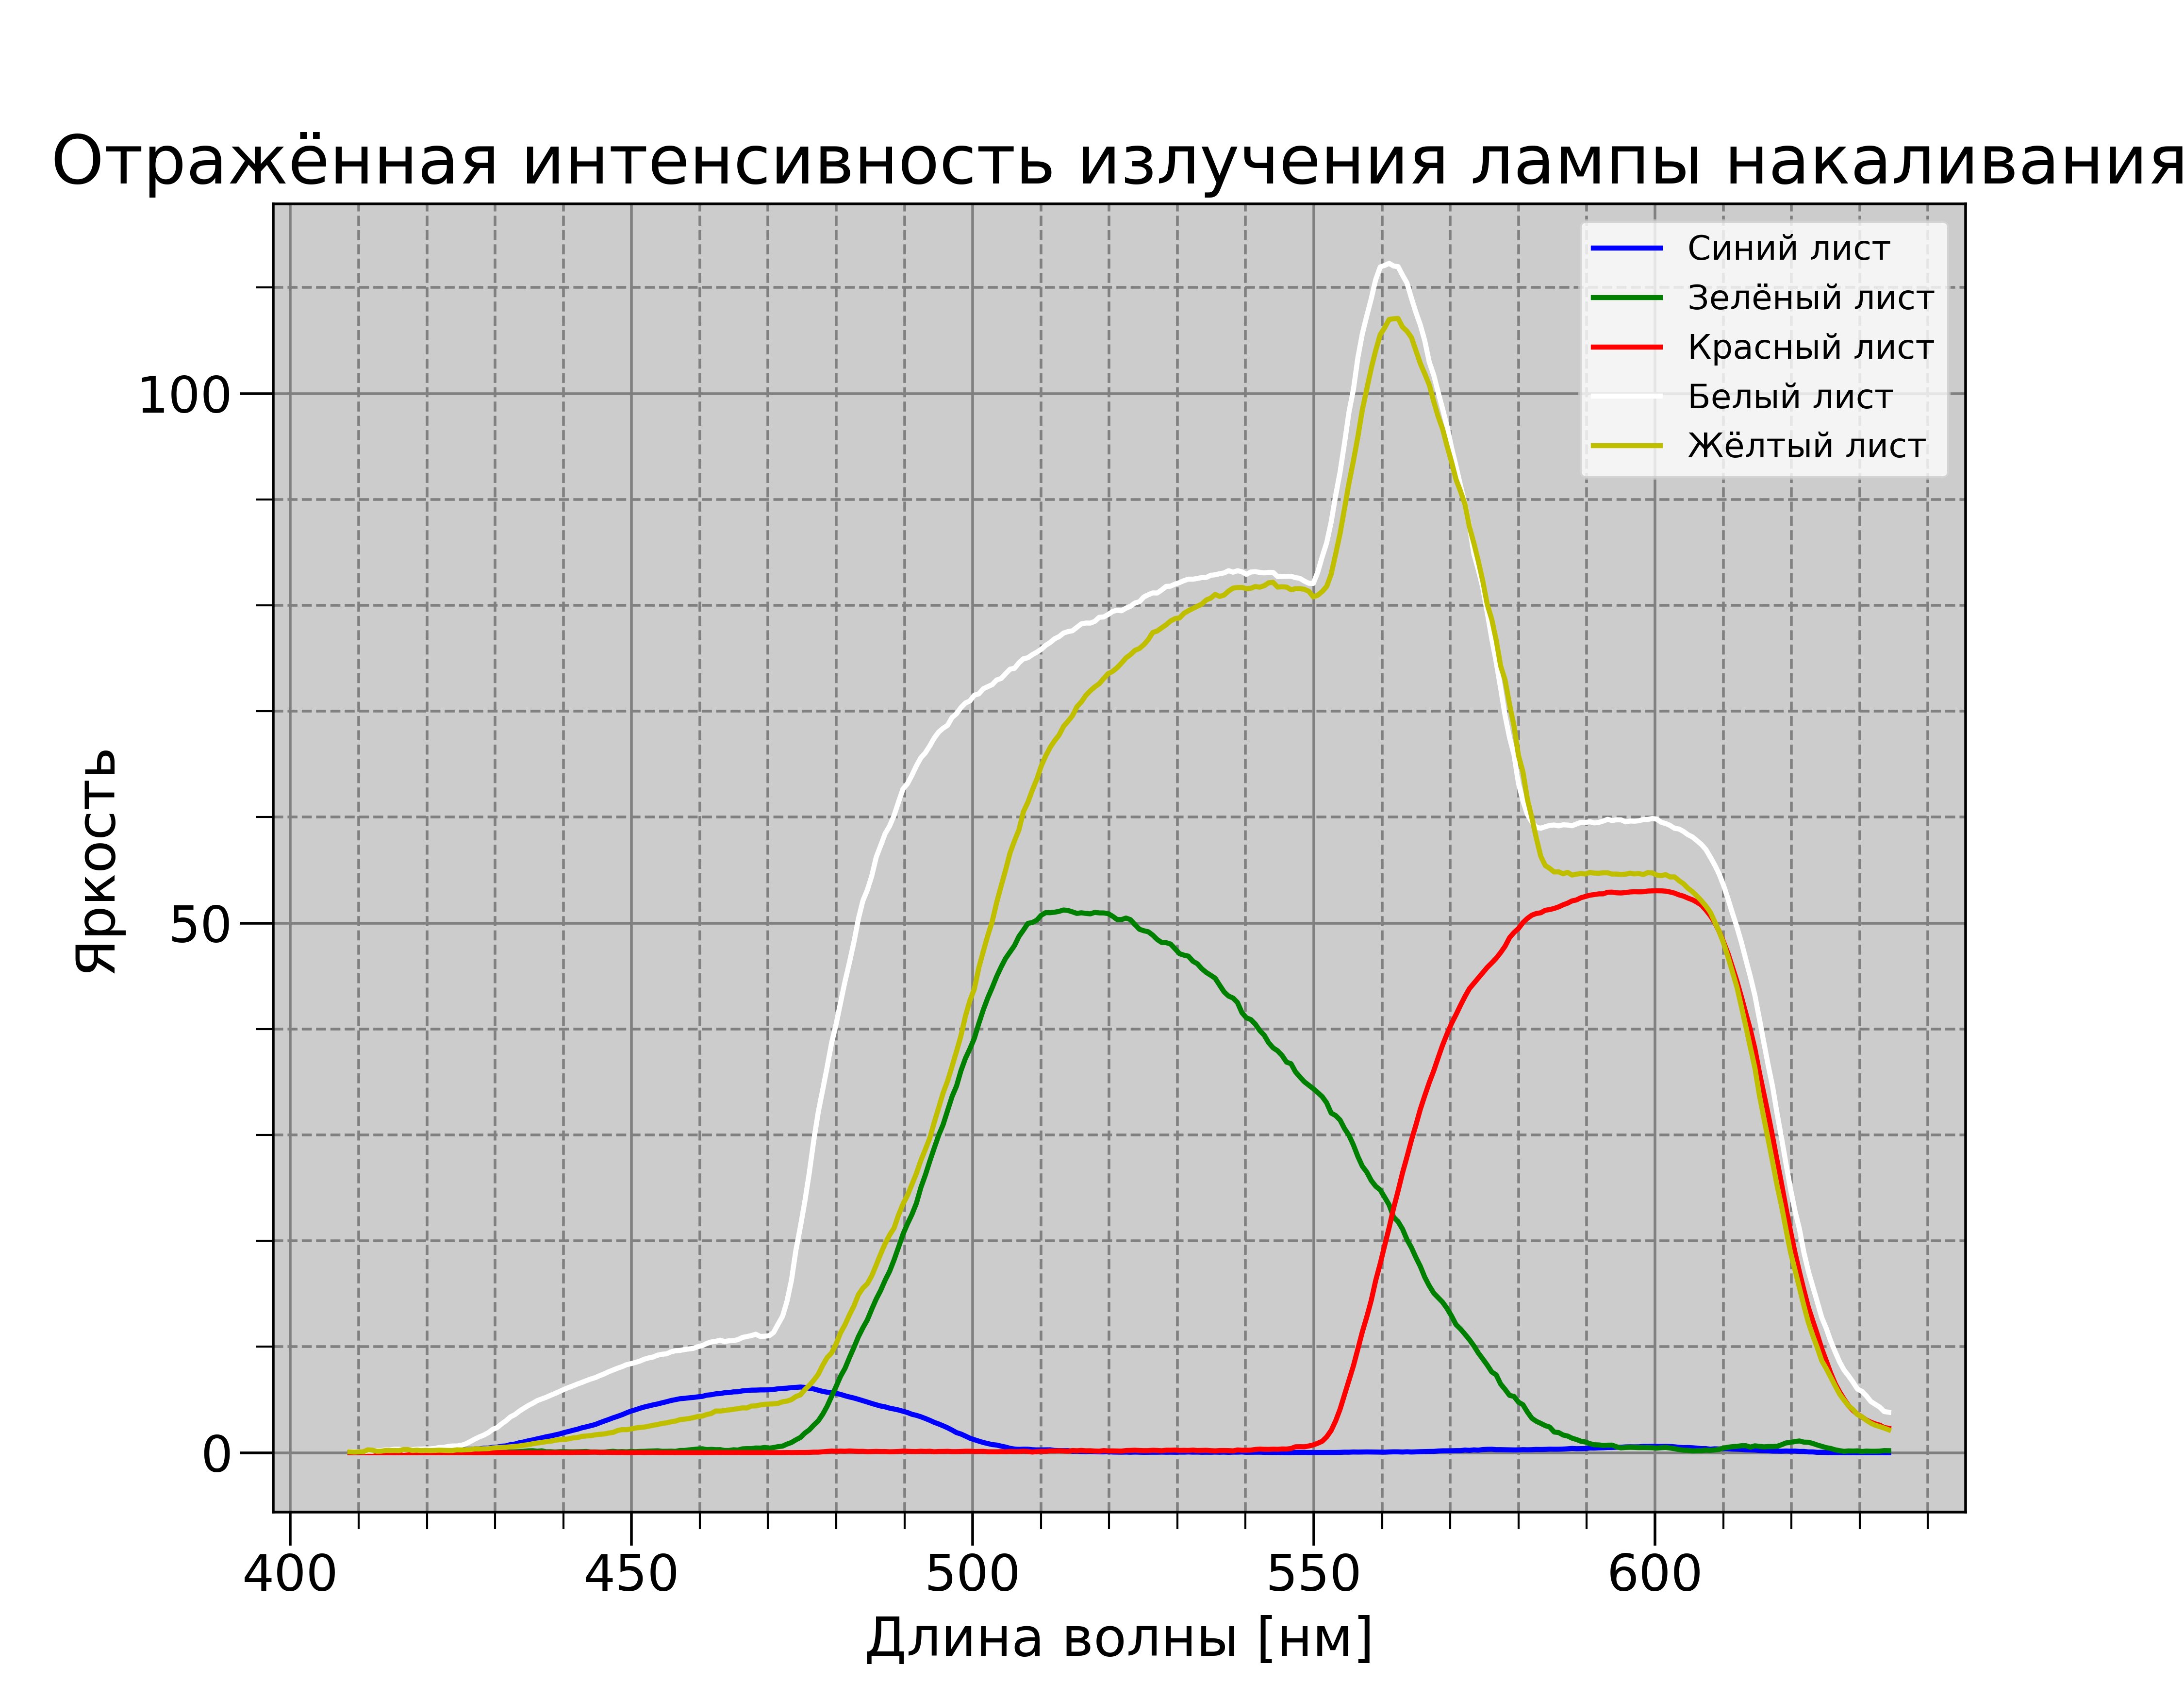 Отражённая интенсивность излучения лампы накаливания
Синий лист
Зелёный лист
Красный лист
Белый лист
Жёлтый лист
100
50
0
Яркость
400 450 500 550 600
Длина волны [нм]